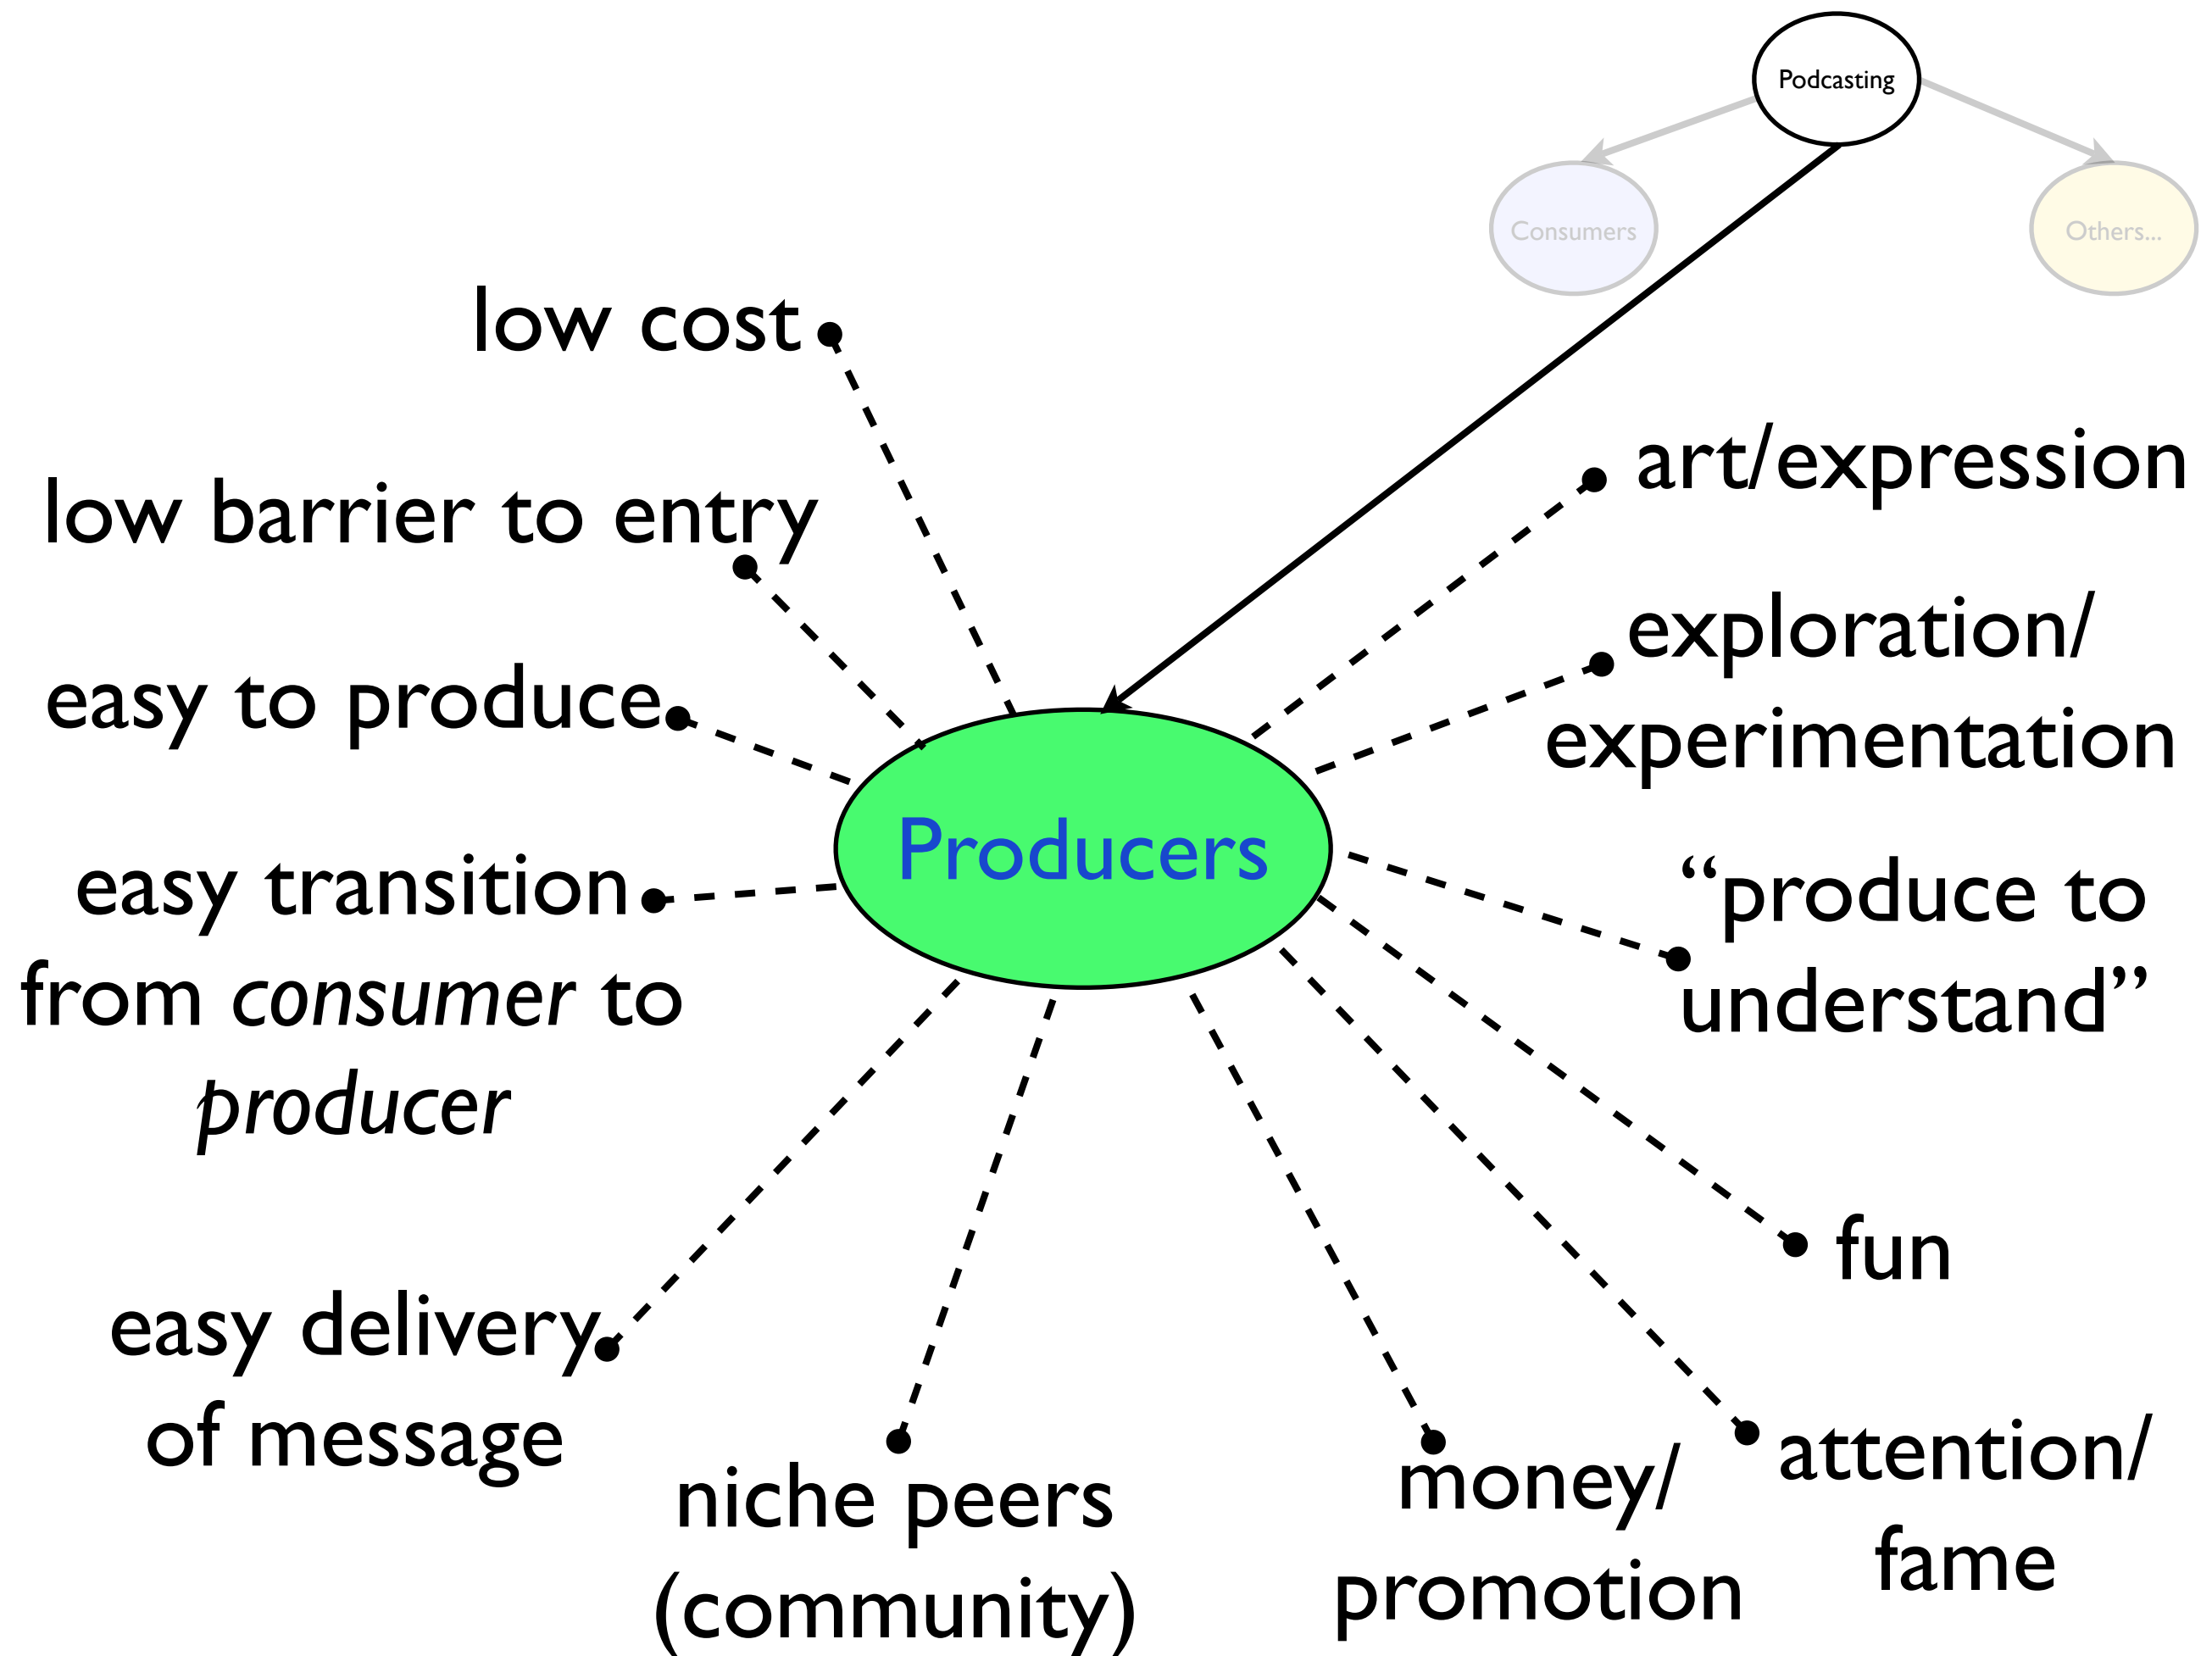 Podcasting
Consumers
Others...
low cost
low barrier to entry
easy to produce
easy transition
from consumer to
producer
easy delivery
of message
niche peers
(community)
Producers
art/expression
exploration/
experimentation
“produce to
understand”
fun
attention/
fame
money/
promotion